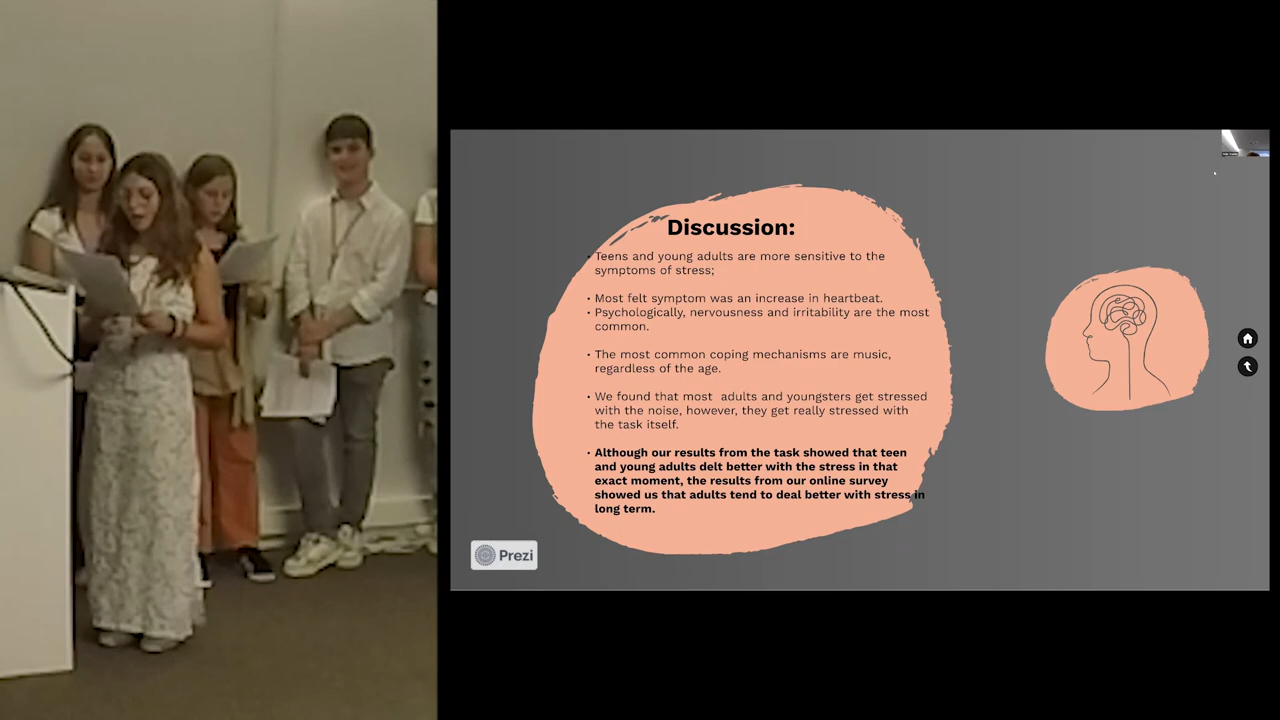 Discussion:
• Teens and young adults are more sensitive to the
symptoms of stress;
• Most felt symptom was an increase in heartbeat.
• Psychologically, nervousness and irritability are the most
common.
• The most common coping mechanisms are music,
regardless of the age.
• We found that most adults and youngsters get stressed
with the noise, however, they get really stressed with
the task itself.
• Although our results from the task showed that teen
and young adults delt better with the stress in that
exact moment, the results from our online survey
showed us that adults tend to deal better with stress in
long term.
Prezi